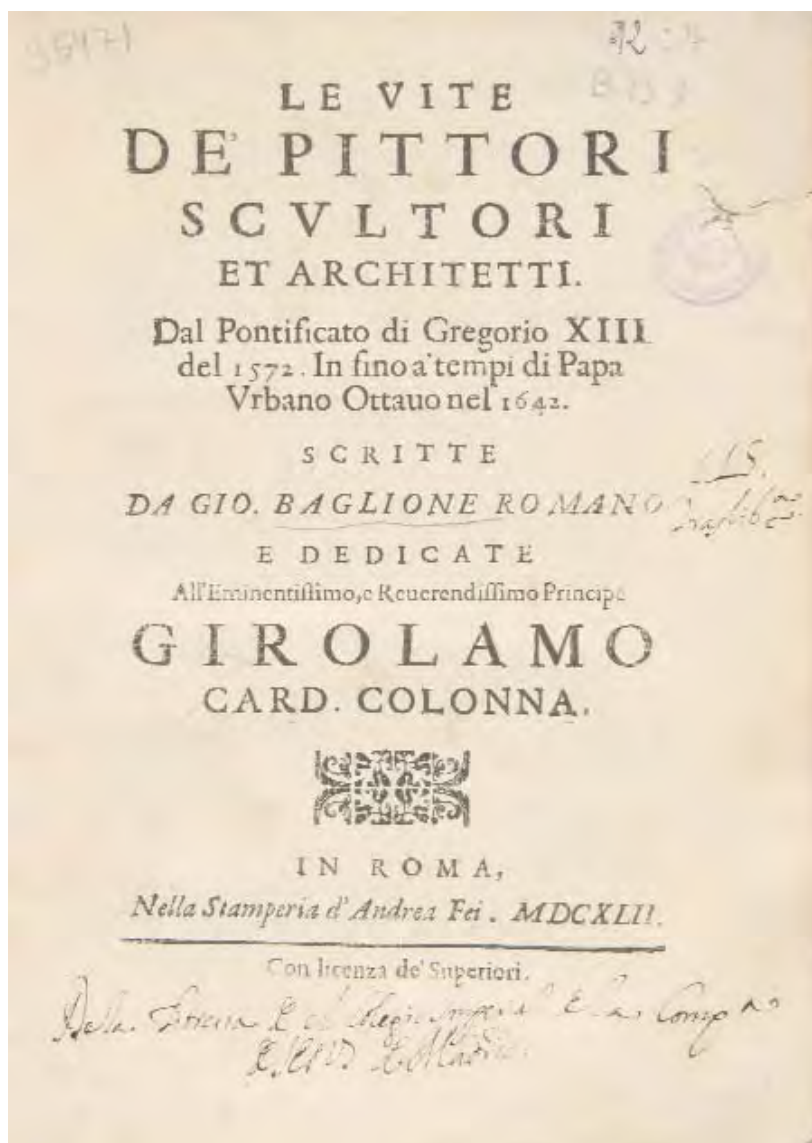 95471
LE VITE
DE' PITTORI
SCVLTORI
ET ARCHITETTI.
Dal Pontificato di Gregorio XIII
del 1572. In fino a' tempi di Papa
Vrbano Ottauo nel 1642.
SCRITTE
DA GIO. BAGLIONE ROMANO
E DEDICATE
All'Eminentissimo, e Reuerendissimo Principe
GIROLAMO
CARD. COLONNA.
IN ROMA,
Nella Stamperia d'Andrea Fei. MDCXLII.
Con licenza de' Superiori.